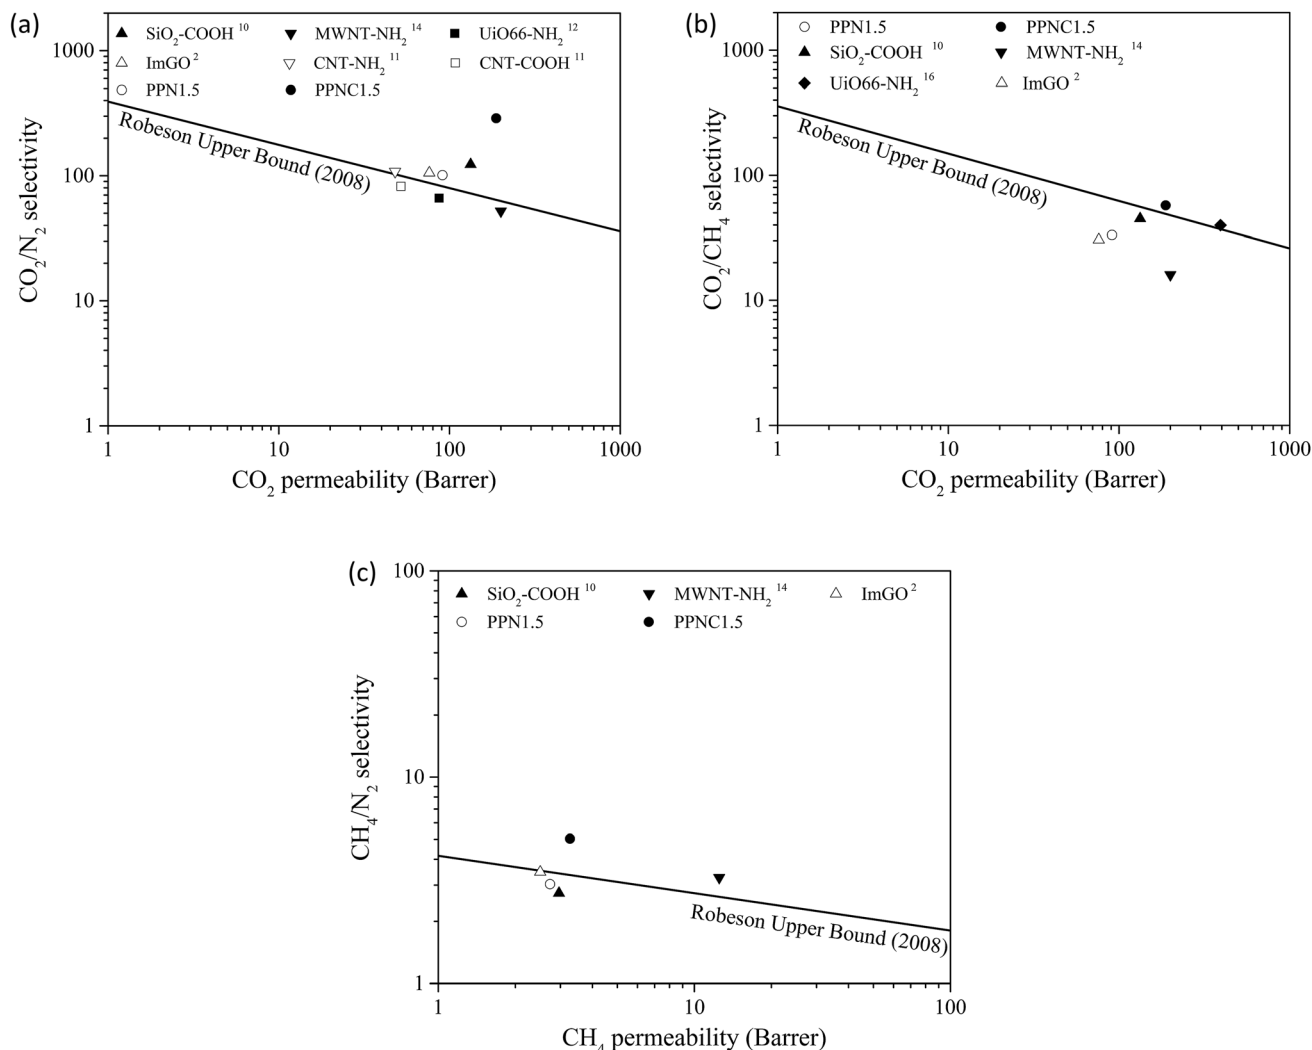 (a)
SiO2-COOH 10 MWNT-NH2 14 UiO66-NH2 12
ImGO 2 CNT-NH2 11 CNT-COOH 11
PPN1.5 PPNC1.5
Robeson Upper Bound (2008)
1000
100
10
1
CO2/N2 selectivity
1 10 100 1000
CO2 permeability (Barrer)
(b)
PPN1.5 PPNC1.5
SiO2-COOH 10 MWNT-NH2 14
UiO66-NH2 16 ImGO 2
Robeson Upper Bound (2008)
1000
100
10
1
CO2/CH4 selectivity
1 10 100 1000
CO2 permeability (Barrer)
(c)
SiO2-COOH 10 MWNT-NH2 14 ImGO 2
PPN1.5 PPNC1.5
Robeson Upper Bound (2008)
100
10
1
CH4/N2 selectivity
1 10 100
CH4 permeability (Barrer)